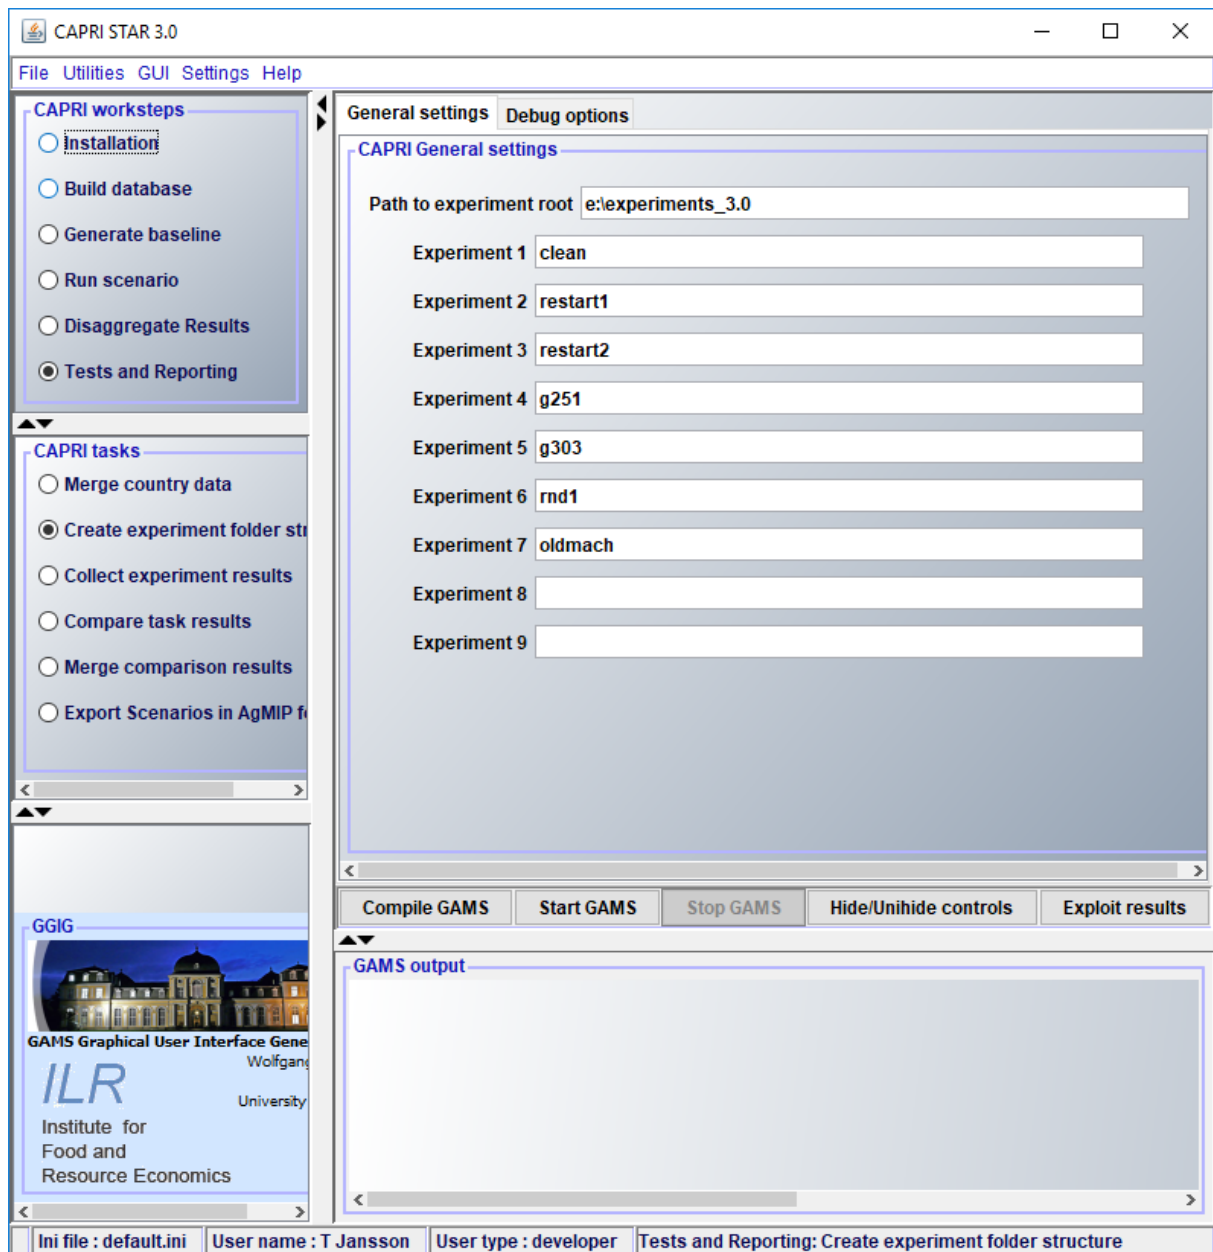 CAPRI STAR 3.0
File Utilities GUI Settings Help
CAPRI worksteps
Installation
Build database
Generate baseline
Run scenario
Disaggregate Results
Tests and Reporting
CAPRI tasks
Merge country data
Create experiment folder str
Collect experiment results
Compare task results
Merge comparison results
Export Scenarios in AgMIP f
GGIG
GAMS Graphical User Interface Gene
Wolfgang
ILR
University
Institute for
Food and
Resource Economics
General settings Debug options
CAPRI General settings
Path to experiment root e:\experiments_3.0
Experiment 1 clean
Experiment 2 restart1
Experiment 3 restart2
Experiment 4 g251
Experiment 5 g303
Experiment 6 rnd1
Experiment 7 oldmach
Experiment 8
Experiment 9
Compile GAMS Start GAMS Stop GAMS Hide/Unihide controls Exploit results
GAMS output
Ini file : default.ini User name : T Jansson User type : developer Tests and Reporting: Create experiment folder structure